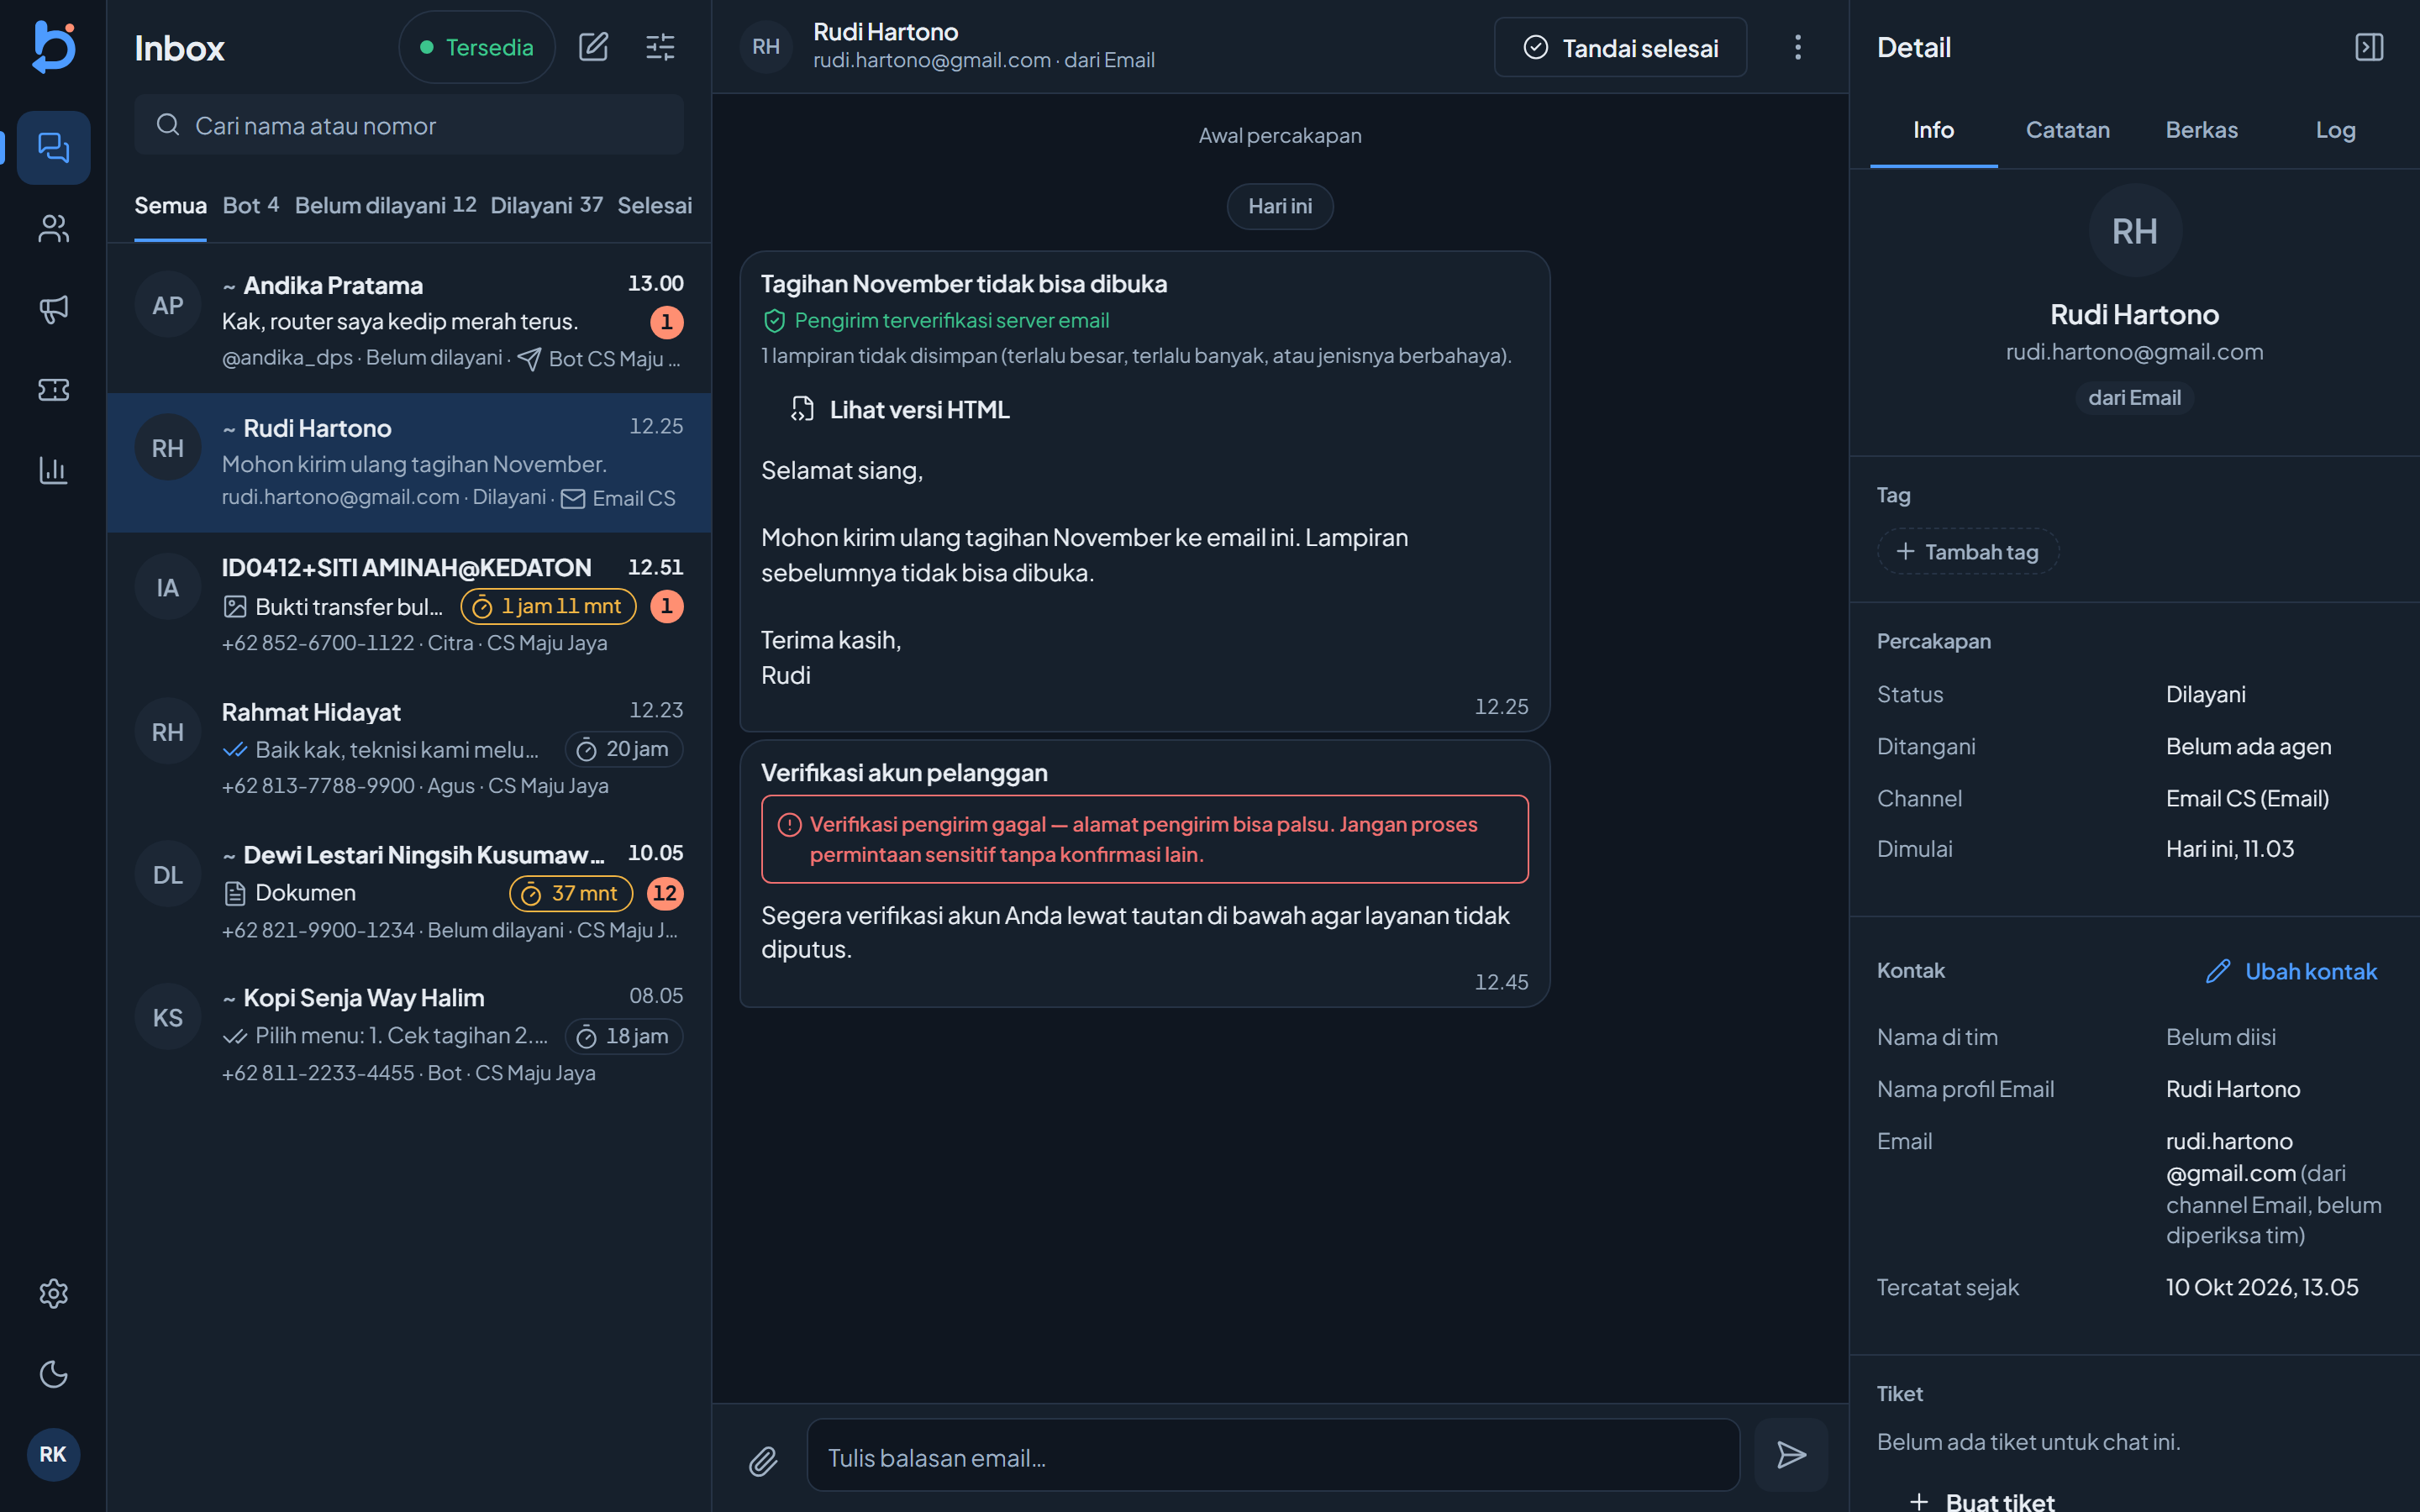 Inbox
Tersedia
Cari nama atau nomor
Semua
Bot 4
Belum dilayani 12
Dilayani 37
Selesai
AP
~ Andika Pratama
13.00
Kak, router saya kedip merah terus.
1
@andika_dps · Belum dilayani · Bot CS Maju ...
RH
~ Rudi Hartono
12.25
Mohon kirim ulang tagihan November.
rudi.hartono@gmail.com · Dilayani · Email CS
IA
ID0412+SITI AMINAH@KEDATON
12.51
Bukti transfer bul...
1 jam 11 mnt
1
+62 852-6700-1122 · Citra · CS Maju Jaya
RH
Rahmat Hidayat
12.23
Baik kak, teknisi kami melu...
20 jam
+62 813-7788-9900 · Agus · CS Maju Jaya
DL
~ Dewi Lestari Ningsih Kusumaw...
10.05
Dokumen
37 mnt
12
+62 821-9900-1234 · Belum dilayani · CS Maju J...
KS
~ Kopi Senja Way Halim
08.05
Pilih menu: 1. Cek tagihan 2....
18 jam
+62 811-2233-4455 · Bot · CS Maju Jaya
RK
RH
Rudi Hartono
rudi.hartono@gmail.com · dari Email
Tandai selesai
Awal percakapan
Hari ini
Tagihan November tidak bisa dibuka
Pengirim terverifikasi server email
1 lampiran tidak disimpan (terlalu besar, terlalu banyak, atau jenisnya berbahaya).
Lihat versi HTML
Selamat siang,
Mohon kirim ulang tagihan November ke email ini. Lampiran
sebelumnya tidak bisa dibuka.
Terima kasih,
Rudi
12.25
Verifikasi akun pelanggan
Verifikasi pengirim gagal — alamat pengirim bisa palsu. Jangan proses
permintaan sensitif tanpa konfirmasi lain.
Segera verifikasi akun Anda lewat tautan di bawah agar layanan tidak
diputus.
12.45
Tulis balasan email...
Detail
Info
Catatan
Berkas
Log
RH
Rudi Hartono
rudi.hartono@gmail.com
dari Email
Tag
Tambah tag
Percakapan
Status
Dilayani
Ditangani
Belum ada agen
Channel
Email CS (Email)
Dimulai
Hari ini, 11.03
Kontak
Ubah kontak
Nama di tim
Belum diisi
Nama profil Email
Rudi Hartono
Email
rudi.hartono
@gmail.com (dari
channel Email, belum
diperiksa tim)
Tercatat sejak
10 Okt 2026, 13.05
Tiket
Belum ada tiket untuk chat ini.
Buat tiket